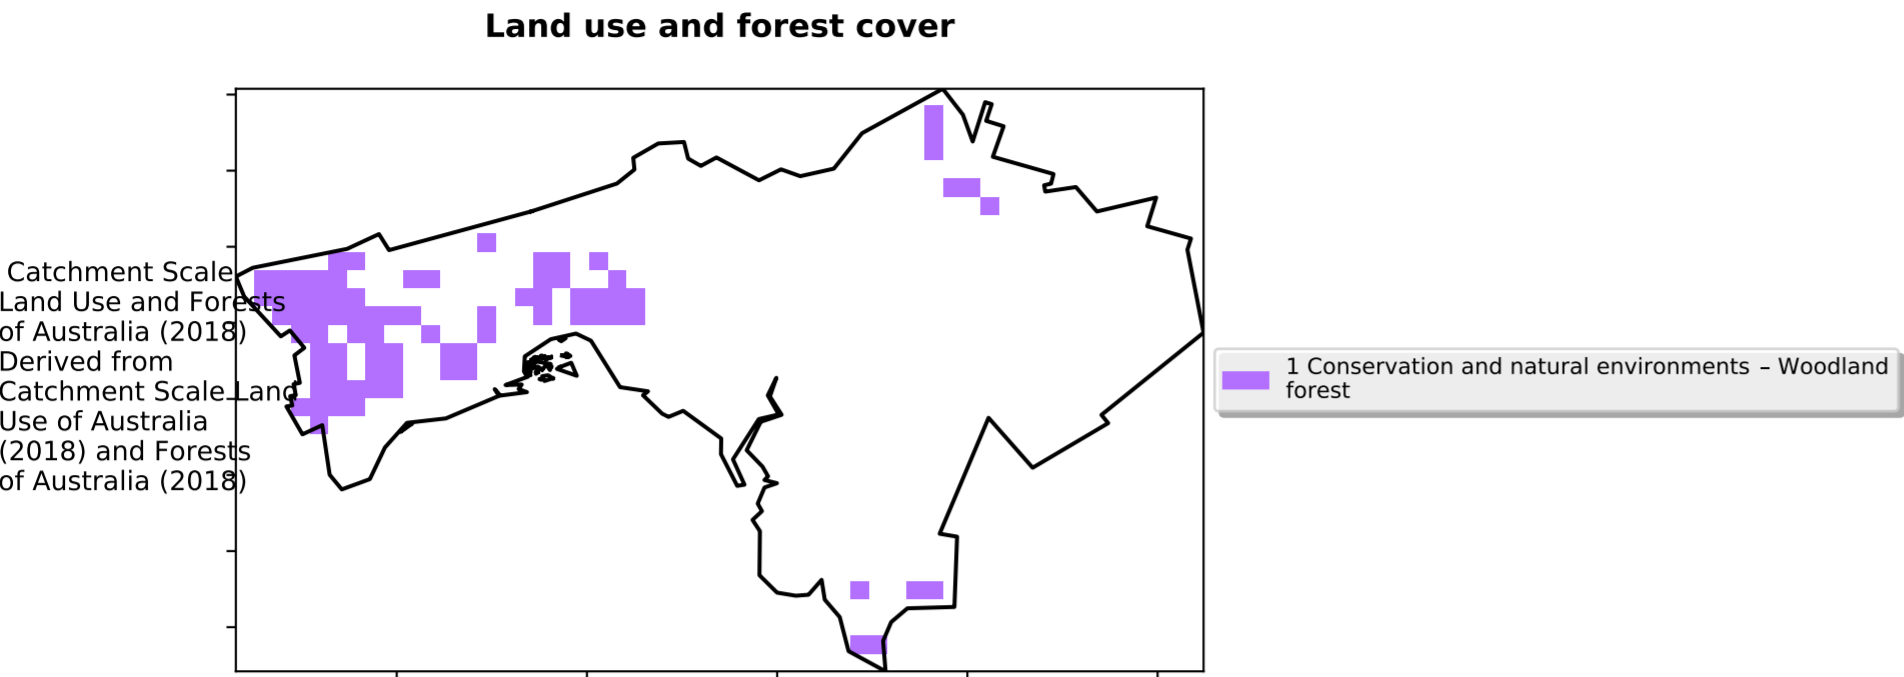 Land use and forest cover
Catchment Scale
Land Use and Forests
of Australia (2018)
Derived from
Catchment Scale Land
Use of Australia
(2018) and Forests
of Australia (2018)
1 Conservation and natural environments – Woodland
forest